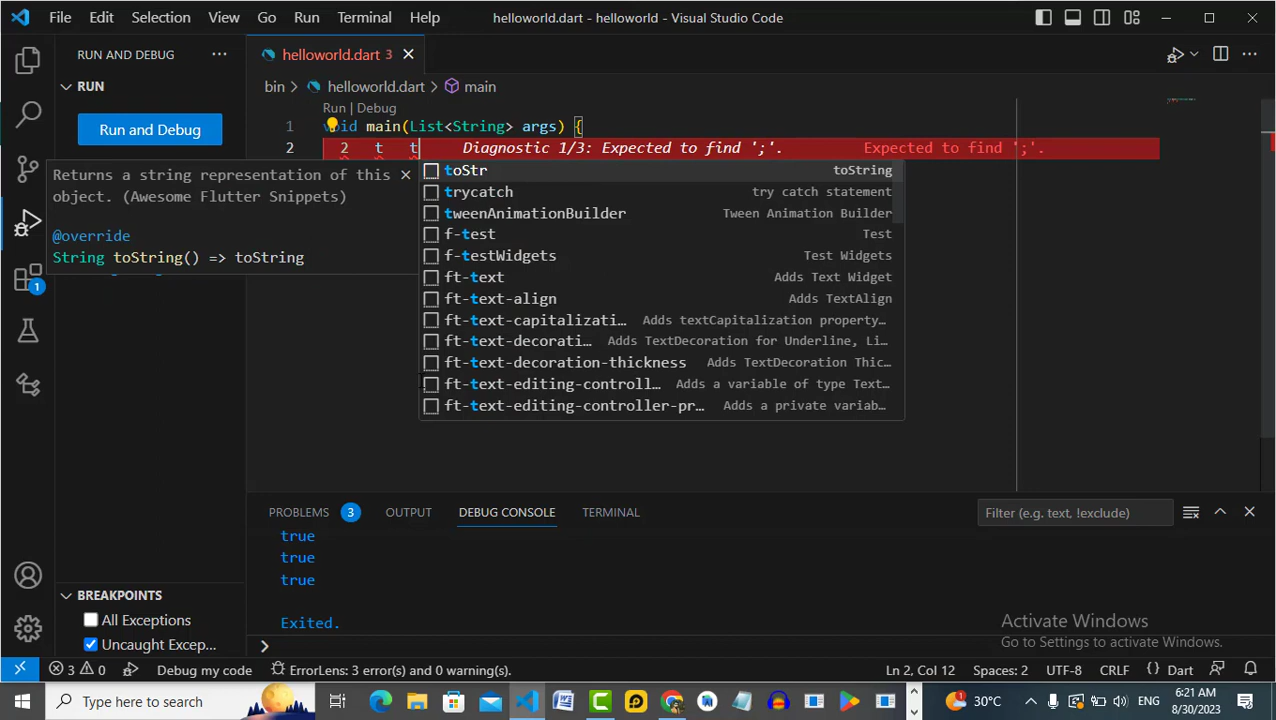 File Edit Selection View Go Run Terminal Help helloworld.dart - helloworld - Visual Studio Code
RUN AND DEBUG ··· helloworld.dart 3
RUN
bin > helloworld.dart > main
Run and Debug
Run | Debug
1 void main(List<String> args) {
2 2 t t Diagnostic 1/3: Expected to find ';'. Expected to find ';'.
Returns a string representation of this
object. (Awesome Flutter Snippets)
@override
String toString() => toString
toStr toString
trycatch try catch statement
tweenAnimationBuilder Tween Animation Builder
f-test Test
f-testWidgets Test Widgets
ft-text Adds Text Widget
ft-text-align Adds TextAlign
ft-text-capitalizati… Adds textCapitalization property…
ft-text-decorati… Adds TextDecoration for Underline, Li…
ft-text-decoration-thickness Adds TextDecoration Thic…
ft-text-editing-controll… Adds a variable of type Text…
ft-text-editing-controller-pr… Adds a private variab…
1
PROBLEMS 3 OUTPUT DEBUG CONSOLE TERMINAL Filter (e.g. text, !exclude)
true
true
true
Exited.
>
BREAKPOINTS
All Exceptions
Uncaught Excep...
Activate Windows
Go to Settings to activate Windows.
3 0 Debug my code ErrorLens: 3 error(s) and 0 warning(s). Ln 2, Col 12 Spaces: 2 UTF-8 CRLF {} Dart
Type here to search 30°C ENG 6:21 AM
8/30/2023